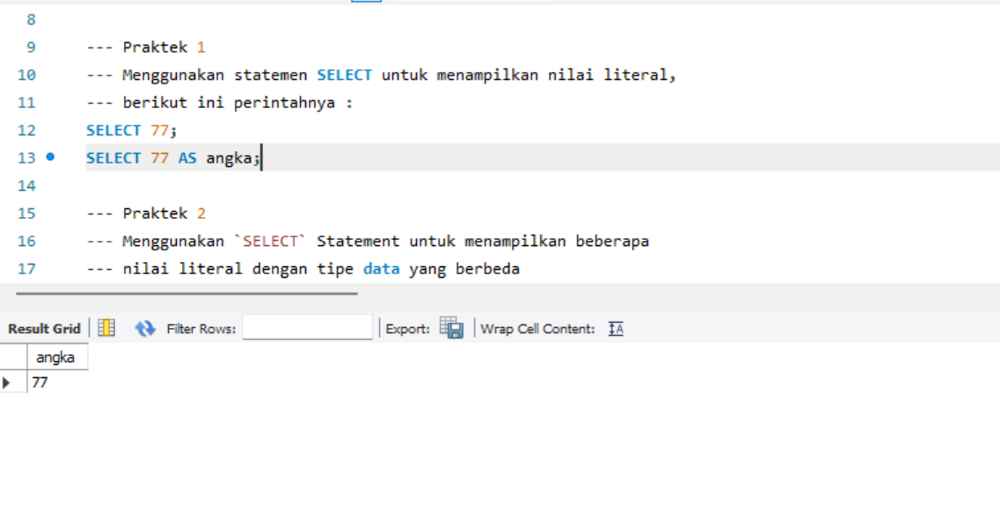 8
9 --- Praktek 1
10 --- Menggunakan statemen SELECT untuk menampilkan nilai literal,
11 --- berikut ini perintahnya :
12 SELECT 77;
13 SELECT 77 AS angka;
14
15 --- Praktek 2
16 --- Menggunakan `SELECT` Statement untuk menampilkan beberapa
17 --- nilai literal dengan tipe data yang berbeda
Result Grid Filter Rows: Export: Wrap Cell Content: IA
angka
77